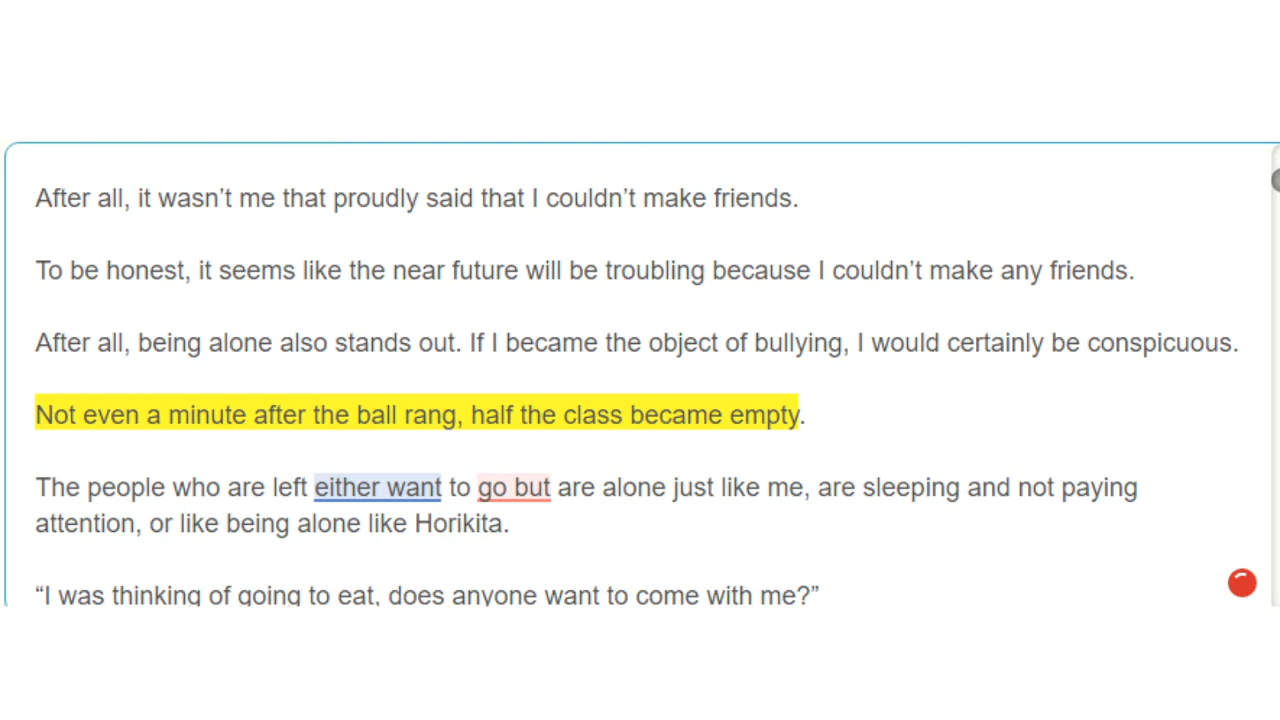 After all, it wasn’t me that proudly said that I couldn’t make friends.
To be honest, it seems like the near future will be troubling because I couldn’t make any friends.
After all, being alone also stands out. If I became the object of bullying, I would certainly be conspicuous.
Not even a minute after the ball rang, half the class became empty.
The people who are left either want to go but are alone just like me, are sleeping and not paying
attention, or like being alone like Horikita.
“I was thinking of going to eat, does anyone want to come with me?”